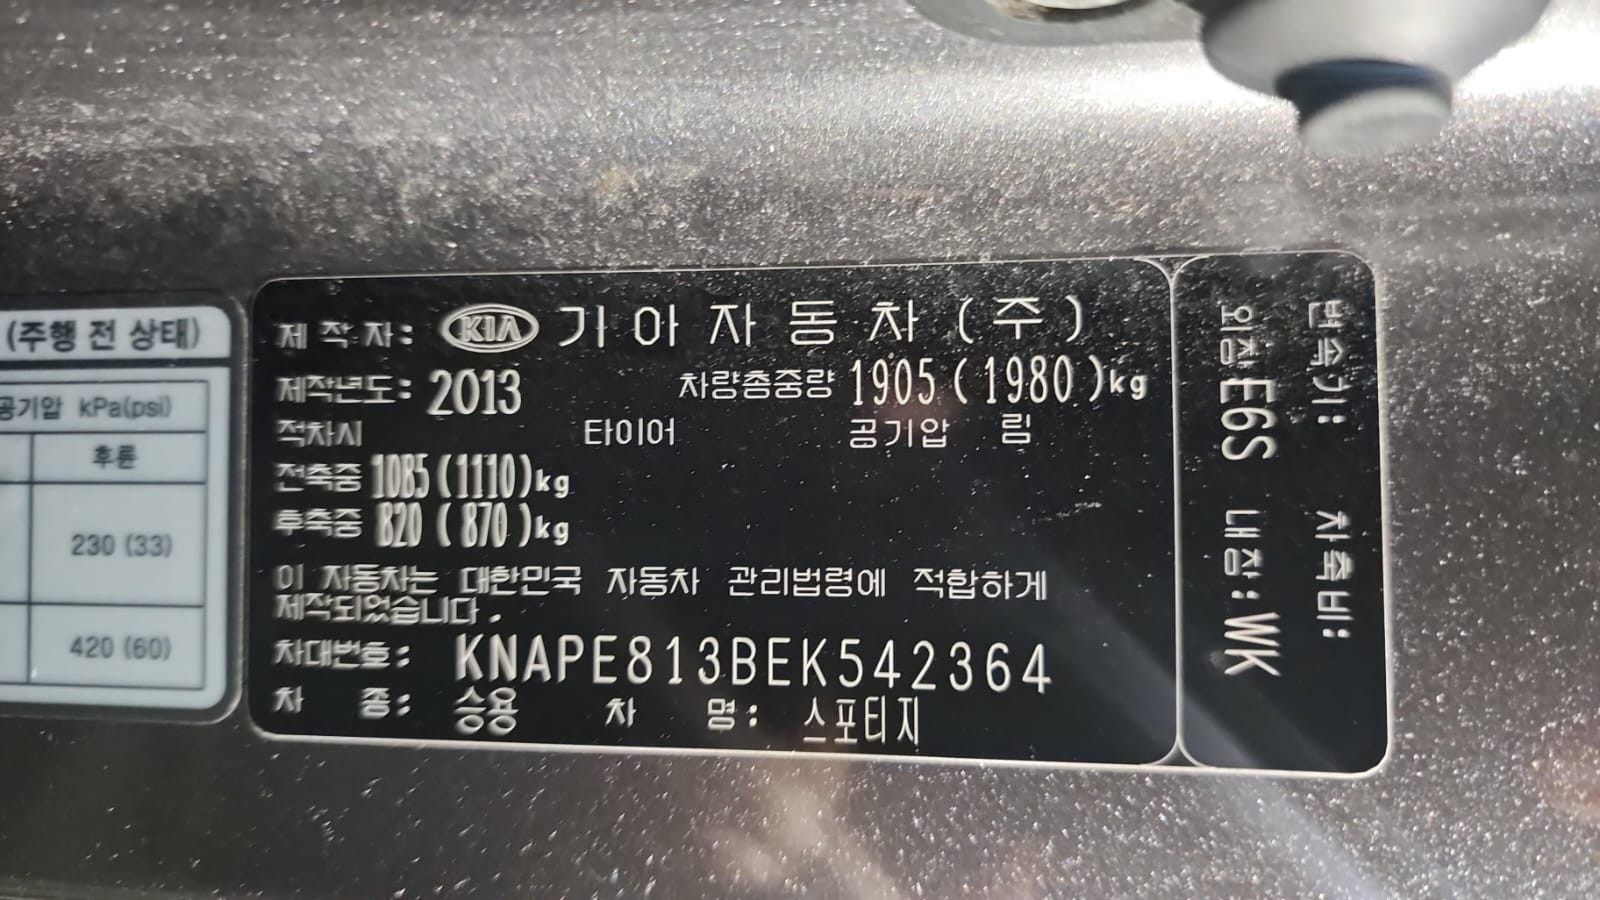 (주행 전 상태)
공기압 kPa(psi)
후륜
230 (33)
420 (60)
제 작 자: KIA 기아자동차(주)
제작년도: 2013 차량총중량 1905 (1980)kg
적차시 타이어 공기압 림
전축중 1085 (1110)kg
후축중 820 (870)kg
이 자동차는 대한민국 자동차 관리법령에 적합하게
제작되었습니다.
차대번호: KNAPE813BEK542364
차 종: 승용 차 명: 스포티지
변속기: 차축비:
외장E6S 내장:WK